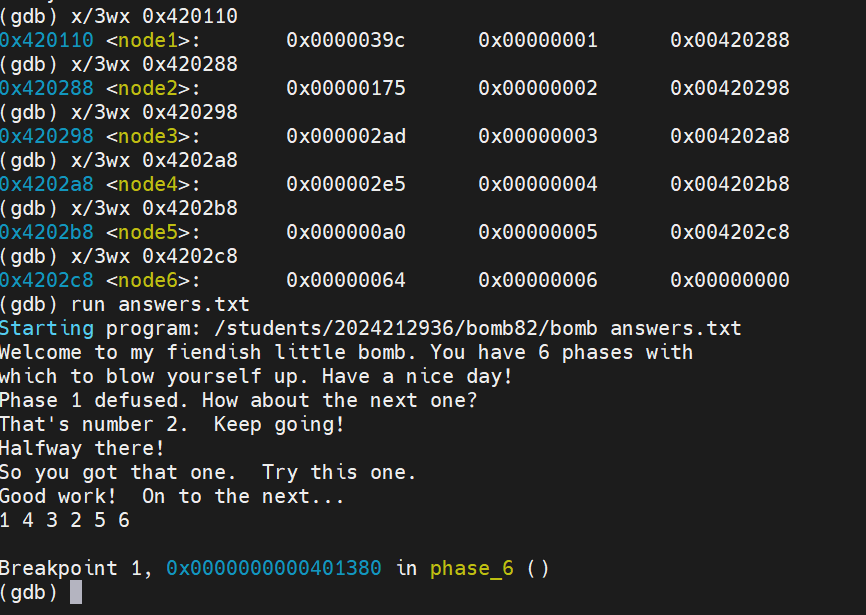 (gdb) x/3wx 0x420110
0x420110 <node1>: 0x0000039c 0x00000001 0x00420288
(gdb) x/3wx 0x420288
0x420288 <node2>: 0x00000175 0x00000002 0x00420298
(gdb) x/3wx 0x420298
0x420298 <node3>: 0x000002ad 0x00000003 0x004202a8
(gdb) x/3wx 0x4202a8
0x4202a8 <node4>: 0x000002e5 0x00000004 0x004202b8
(gdb) x/3wx 0x4202b8
0x4202b8 <node5>: 0x000000a0 0x00000005 0x004202c8
(gdb) x/3wx 0x4202c8
0x4202c8 <node6>: 0x00000064 0x00000006 0x00000000
(gdb) run answers.txt
Starting program: /students/2024212936/bomb82/bomb answers.txt
Welcome to my fiendish little bomb. You have 6 phases with
which to blow yourself up. Have a nice day!
Phase 1 defused. How about the next one?
That's number 2.  Keep going!
Halfway there!
So you got that one.  Try this one.
Good work!  On to the next...
1 4 3 2 5 6
Breakpoint 1, 0x0000000000401380 in phase_6 ()
(gdb)